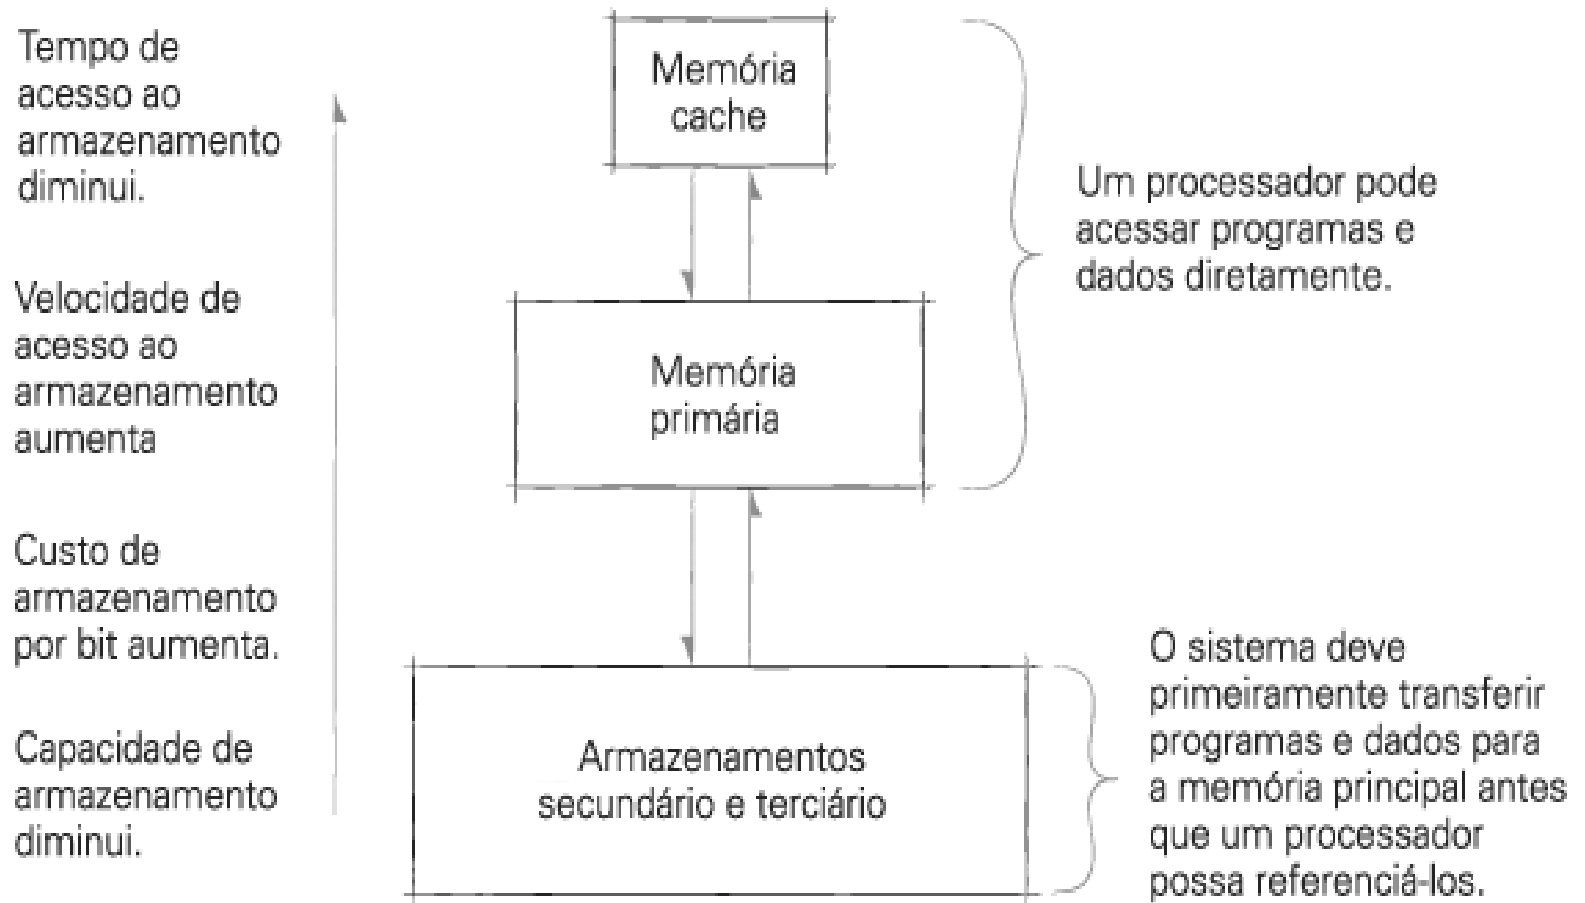 Tempo de
acesso ao
armazenamento
diminui.
Velocidade de
acesso ao
armazenamento
aumenta
Custo de
armazenamento
por bit aumenta.
Capacidade de
armazenamento
diminui.
Memória
cache
Memória
primária
Armazenamentos
secundário e terciário
Um processador pode
acessar programas e
dados diretamente.
O sistema deve
primeiramente transferir
programas e dados para
a memória principal antes
que um processador
possa referenciá-los.